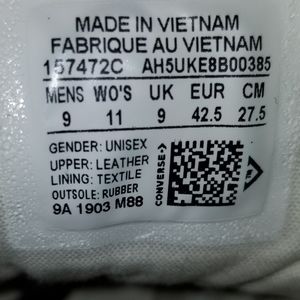 MADE IN VIETNAM
FABRIQUE AU VIETNAM
157472C AH5UKE8B00385
MENS WO'S UK EUR CM
9 11 9 42.5 27.5
GENDER: UNISEX
UPPER: LEATHER
LINING: TEXTILE
OUTSOLE: RUBBER
9A 1903 M88
CONVERSE